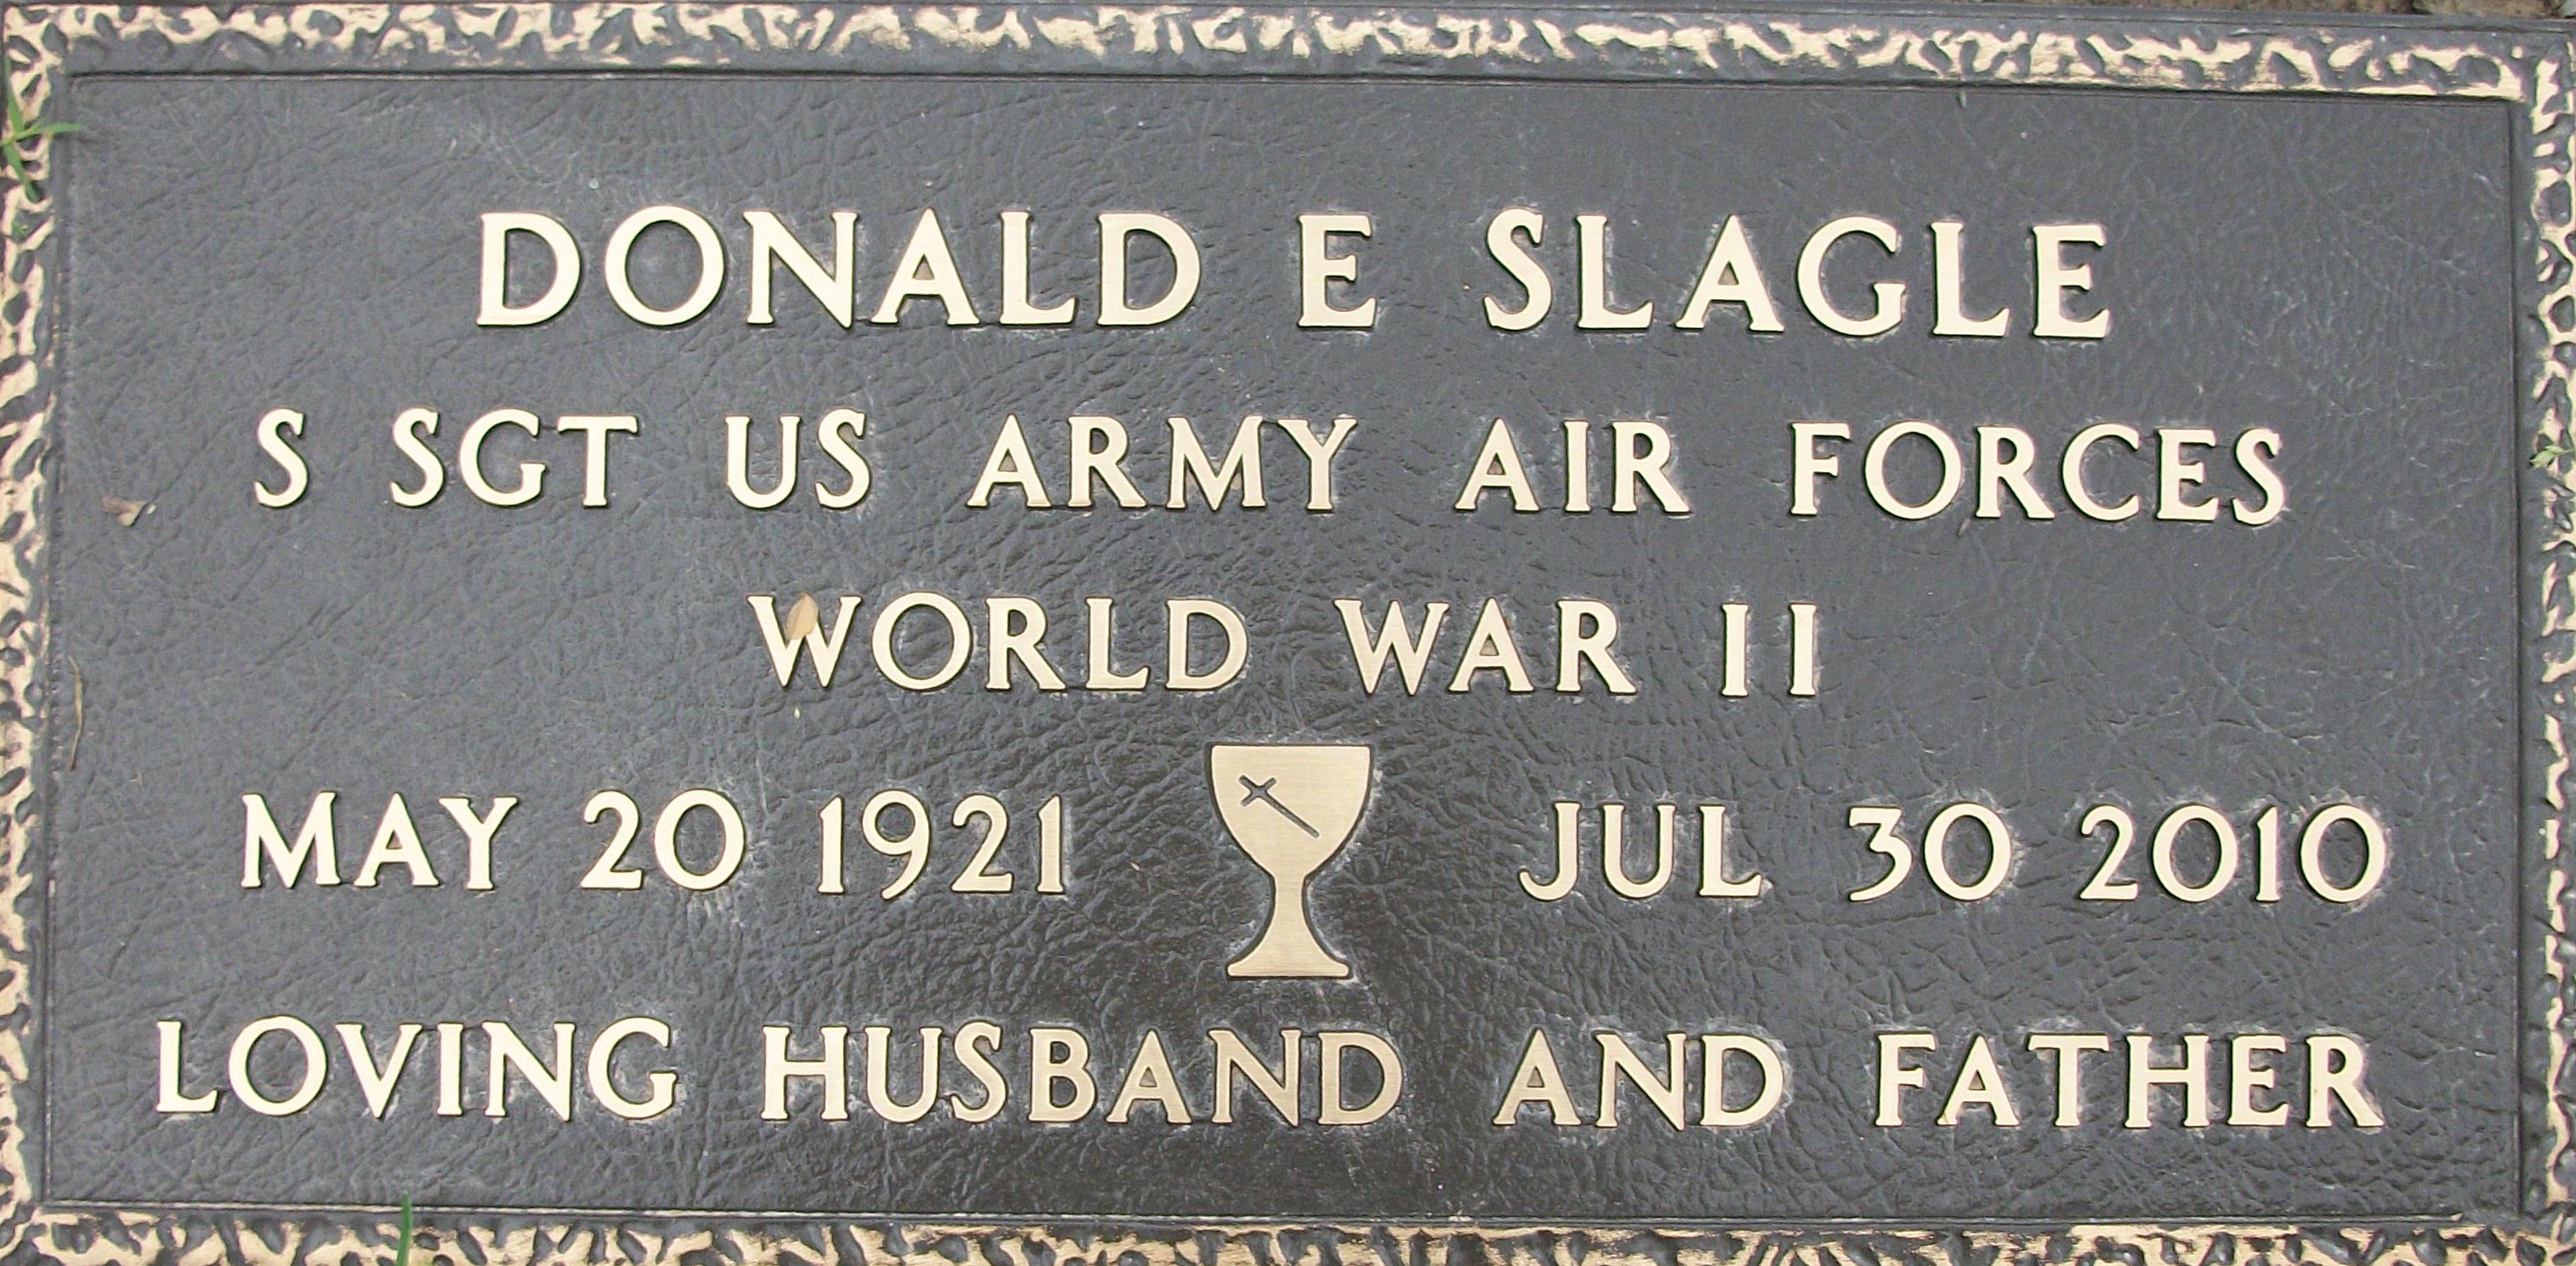 DONALD E SLAGLE
S SGT US ARMY AIR FORCES
WORLD WAR II
MAY 20 1921 JUL 30 2010
LOVING HUSBAND AND FATHER